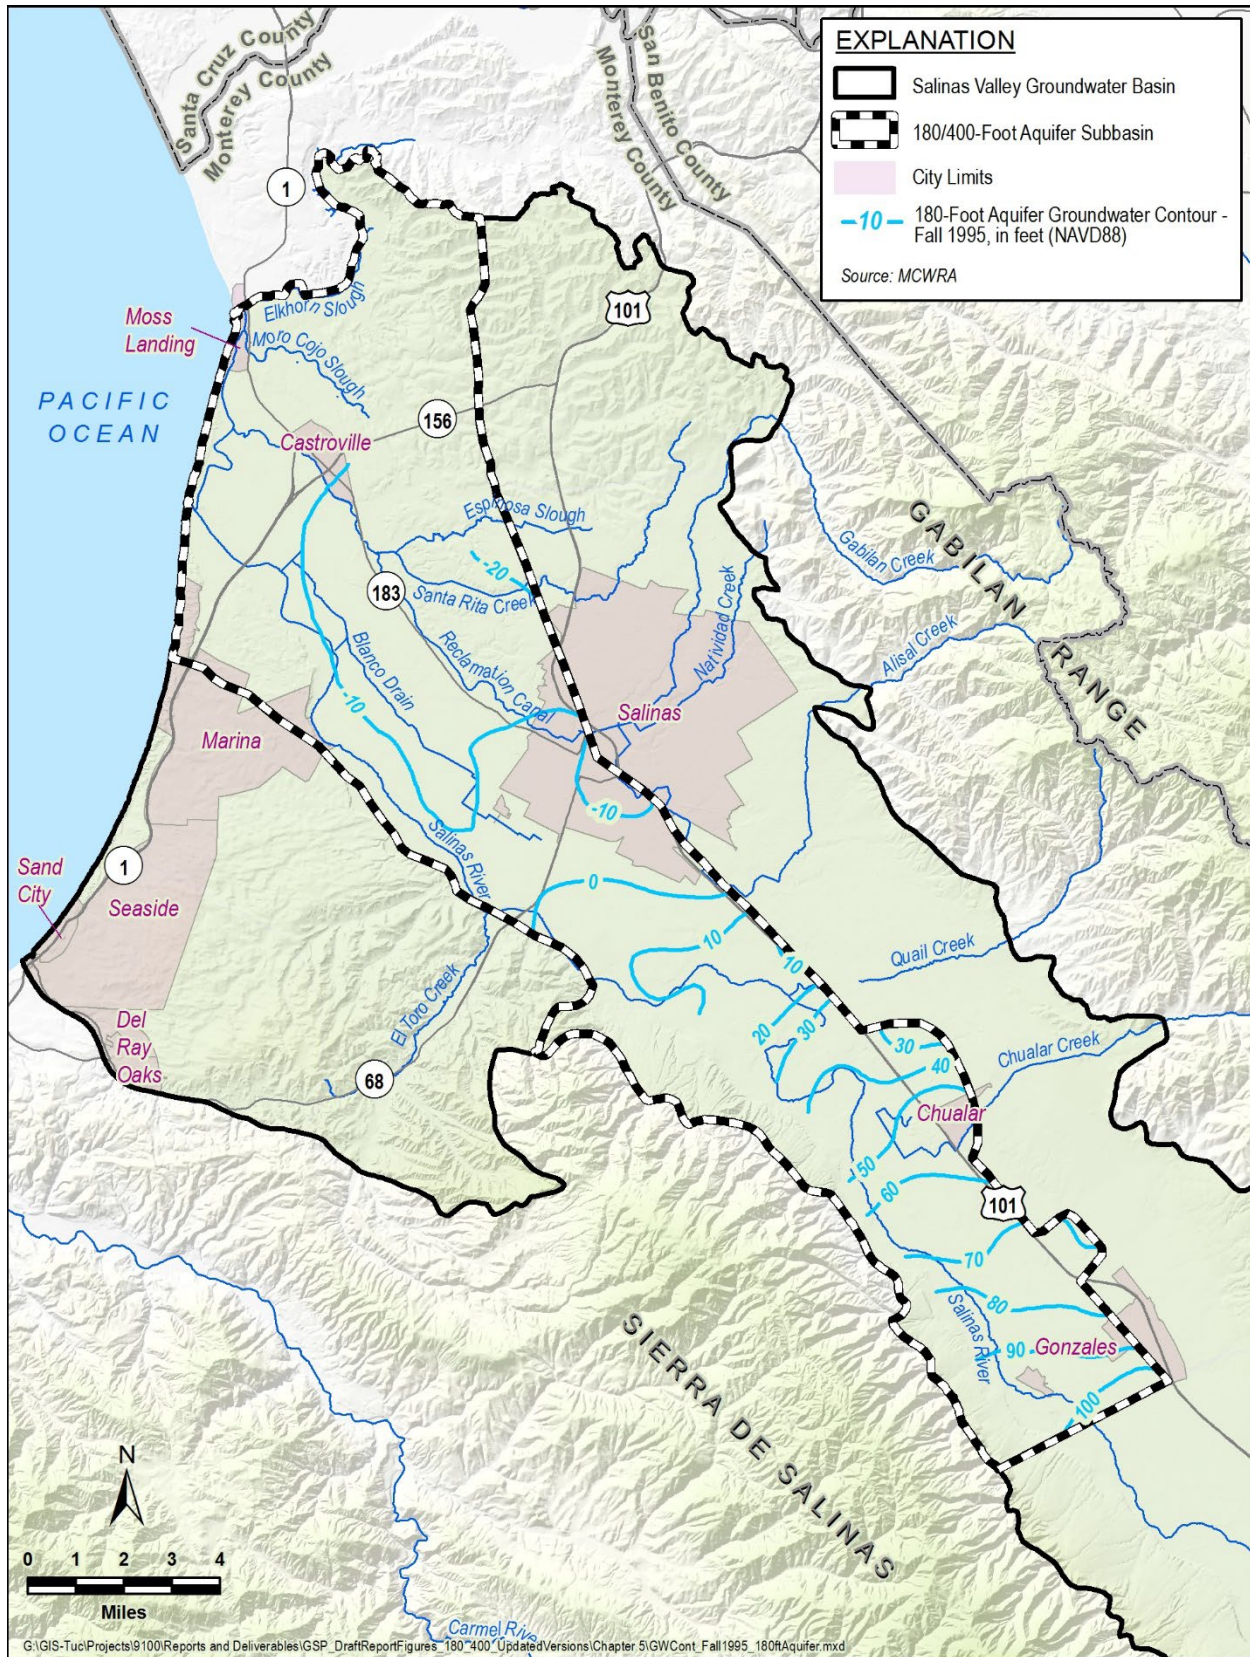 EXPLANATION
Salinas Valley Groundwater Basin
180/400-Foot Aquifer Subbasin
City Limits
-10
180-Foot Aquifer Groundwater Contour -
Fall 1995, in feet (NAVD88)
Source: MCWRA
Santa Cruz County
Monterey County
San Benito County
Monterey County
1
101
Elkhorn Slough
Moss
Landing
Moro Cojo Slough
PACIFIC
OCEAN
156
Castroville
Espinosa Slough
GABILAN
RANGE
Gabilan Creek
-20
183
Santa Rita Creek
Natividad Creek
Alisal Creek
Blanco Drain
Reclamation Canal
-10
Salinas
Marina
-10
Salinas River
Sand
City
1
Seaside
0
10
10
Quail Creek
El Toro Creek
20
30
30
40
Chualar Creek
Del
Ray
Oaks
68
Chualar
50
60
101
70
80
Salinas River
90
Gonzales
100
SIERRA DE SALINAS
N
0 1 2 3 4
Miles
Carmel River
G:\GIS-Tuc\Projects\9100\Reports and Deliverables\GSP_DraftReportFigures_180_400_UpdatedVersions\Chapter 5\GWCont_Fall1995_180ftAquifer.mxd